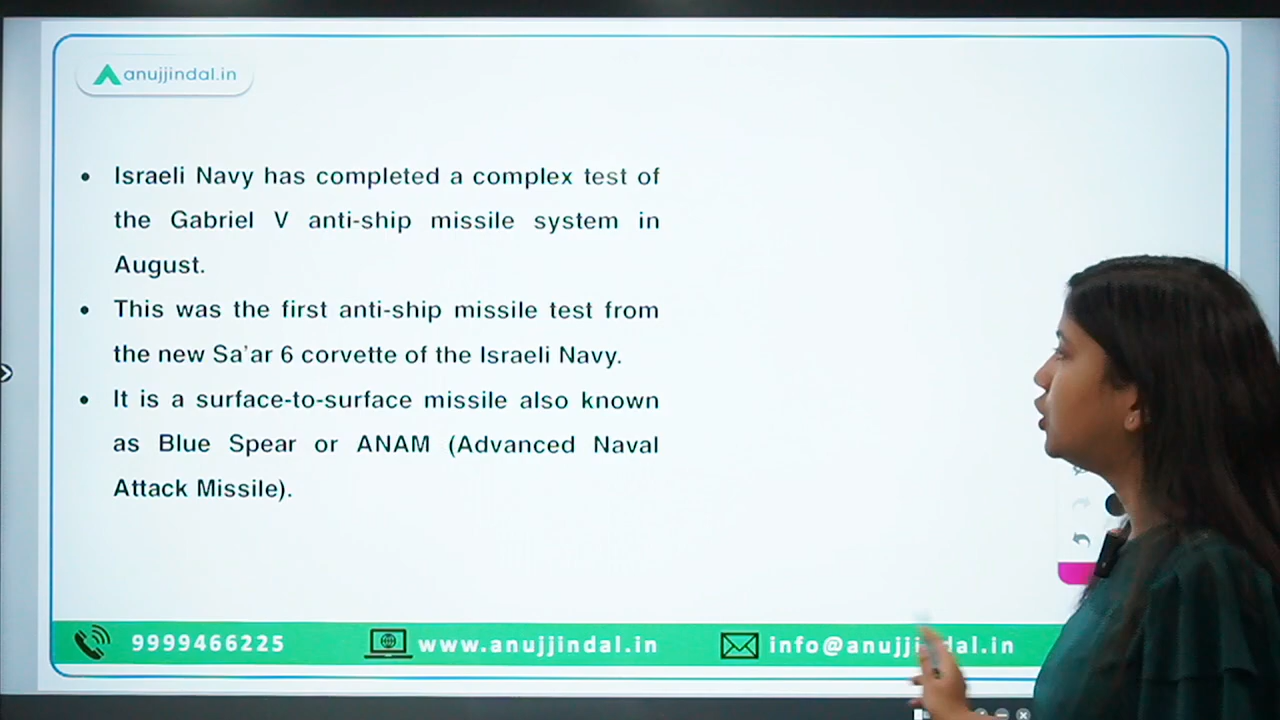 anujjindal.in
• Israeli Navy has completed a complex test of
the Gabriel V anti-ship missile system in
August.
• This was the first anti-ship missile test from
the new Sa'ar 6 corvette of the Israeli Navy.
• It is a surface-to-surface missile also known
as Blue Spear or ANAM (Advanced Naval
Attack Missile).
9999466225 www.anujjindal.in info@anujjindal.in